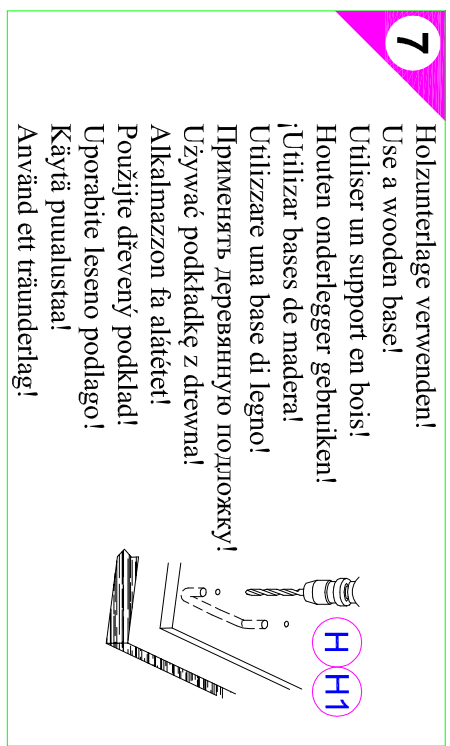 7
Holzunterlage verwenden!
Use a wooden base!
Utiliser un support en bois!
Houten onderlegger gebruiken!
¡Utilizar bases de madera!
Utilizzare una base di legno!
Применять деревянную подложку!
Używać podkładkę z drewna!
Alkalmazzon fa alátétet!
Použijte dřevený podklad!
Uporabite leseno podlago!
Käytä puualustaa!
Använd ett träunderlag!
H H1